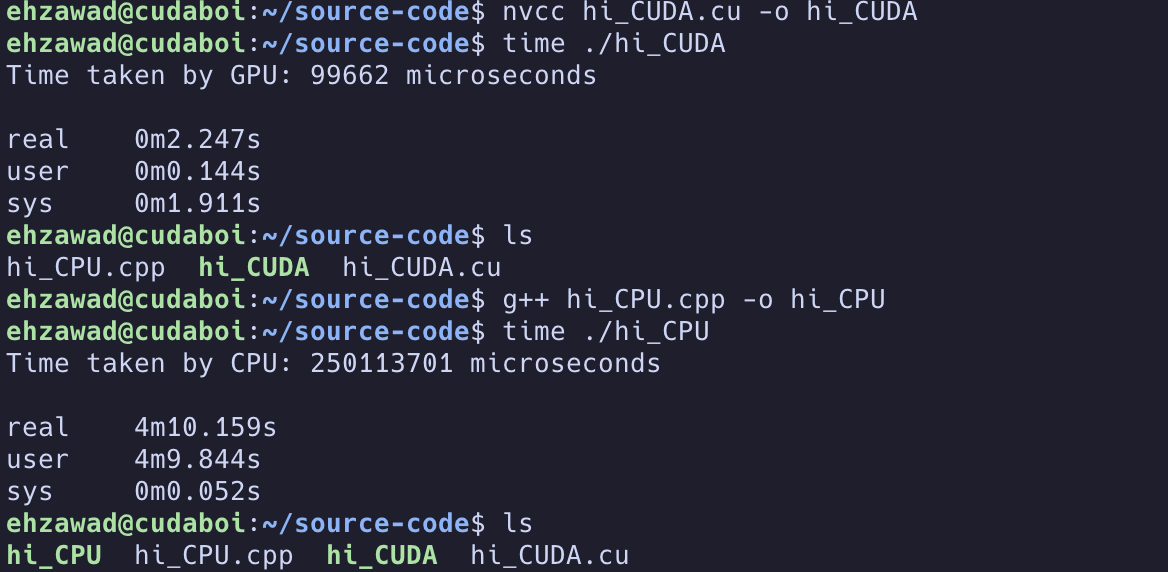 ehzawad@cudaboi:~/source-code$ nvcc hi_CUDA.cu -o hi_CUDA
ehzawad@cudaboi:~/source-code$ time ./hi_CUDA
Time taken by GPU: 99662 microseconds
real 0m2.247s
user 0m0.144s
sys 0m1.911s
ehzawad@cudaboi:~/source-code$ ls
hi_CPU.cpp hi_CUDA hi_CUDA.cu
ehzawad@cudaboi:~/source-code$ g++ hi_CPU.cpp -o hi_CPU
ehzawad@cudaboi:~/source-code$ time ./hi_CPU
Time taken by CPU: 250113701 microseconds
real 4m10.159s
user 4m9.844s
sys 0m0.052s
ehzawad@cudaboi:~/source-code$ ls
hi_CPU hi_CPU.cpp hi_CUDA hi_CUDA.cu